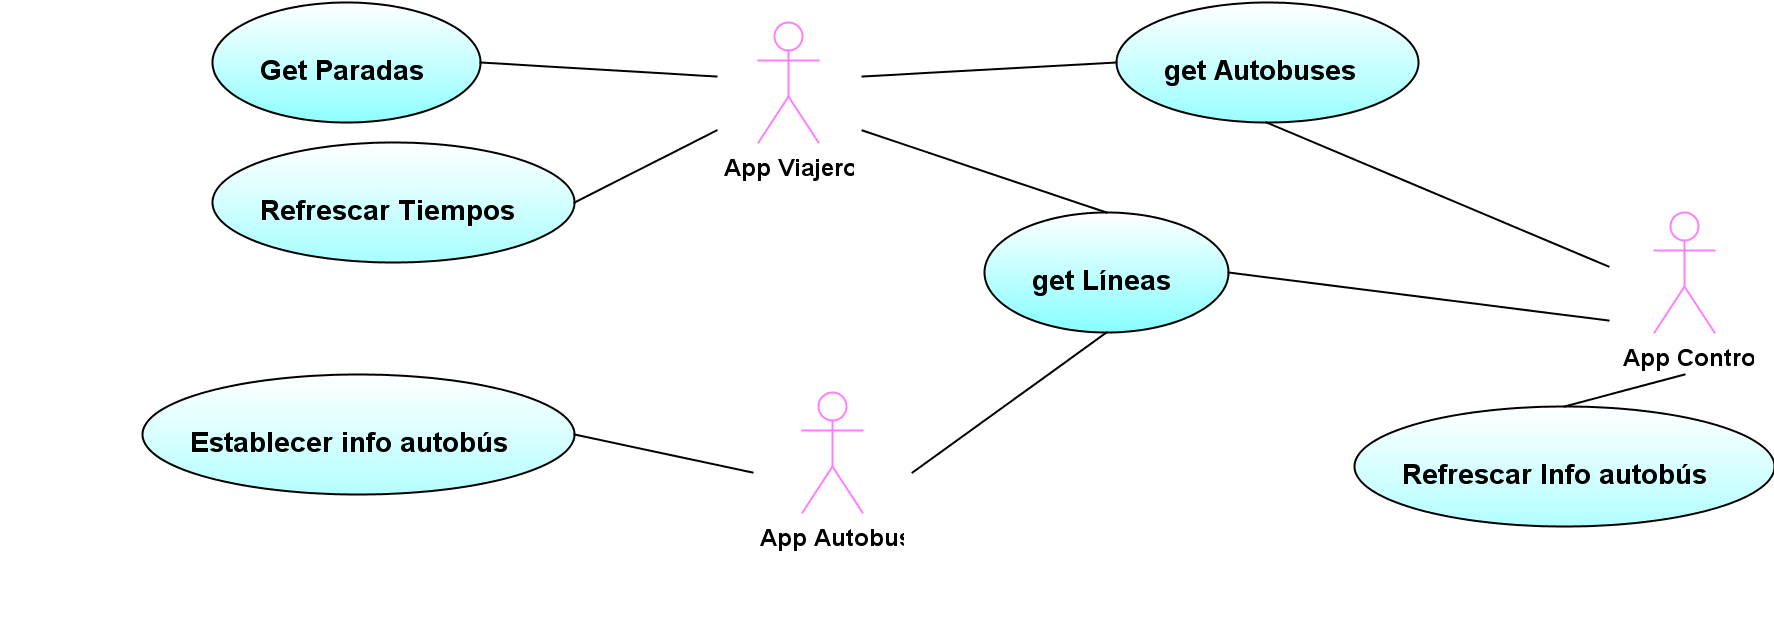 Get Paradas
get Autobuses
App Viajero
Refrescar Tiempos
get Líneas
App Contro
Establecer info autobús
Refrescar Info autobús
App Autobus